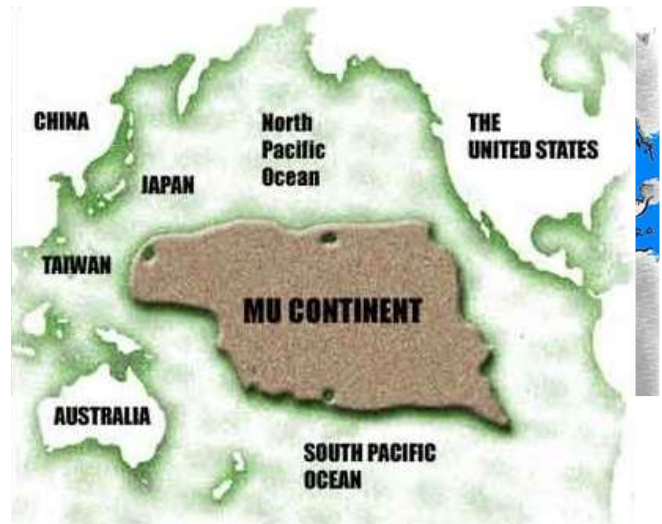 CHINA
North
Pacific
Ocean
THE
UNITED STATES
JAPAN
TAIWAN
MU CONTINENT
AUSTRALIA
SOUTH PACIFIC
OCEAN